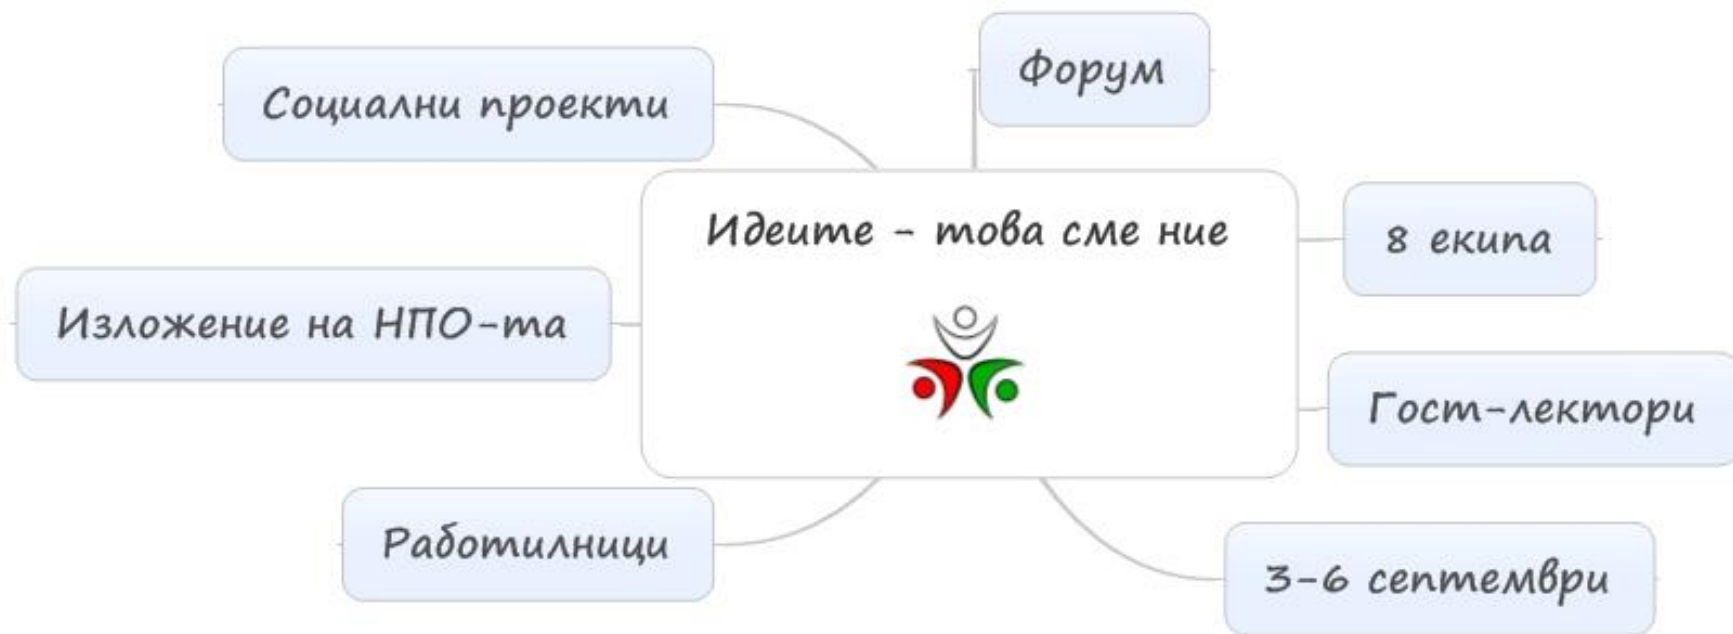 Форум
Социални проекти
Идеите - това сме ние
8 екипа
Изложение на НПО-та
Гост-лектори
Работилници
3-6 септември